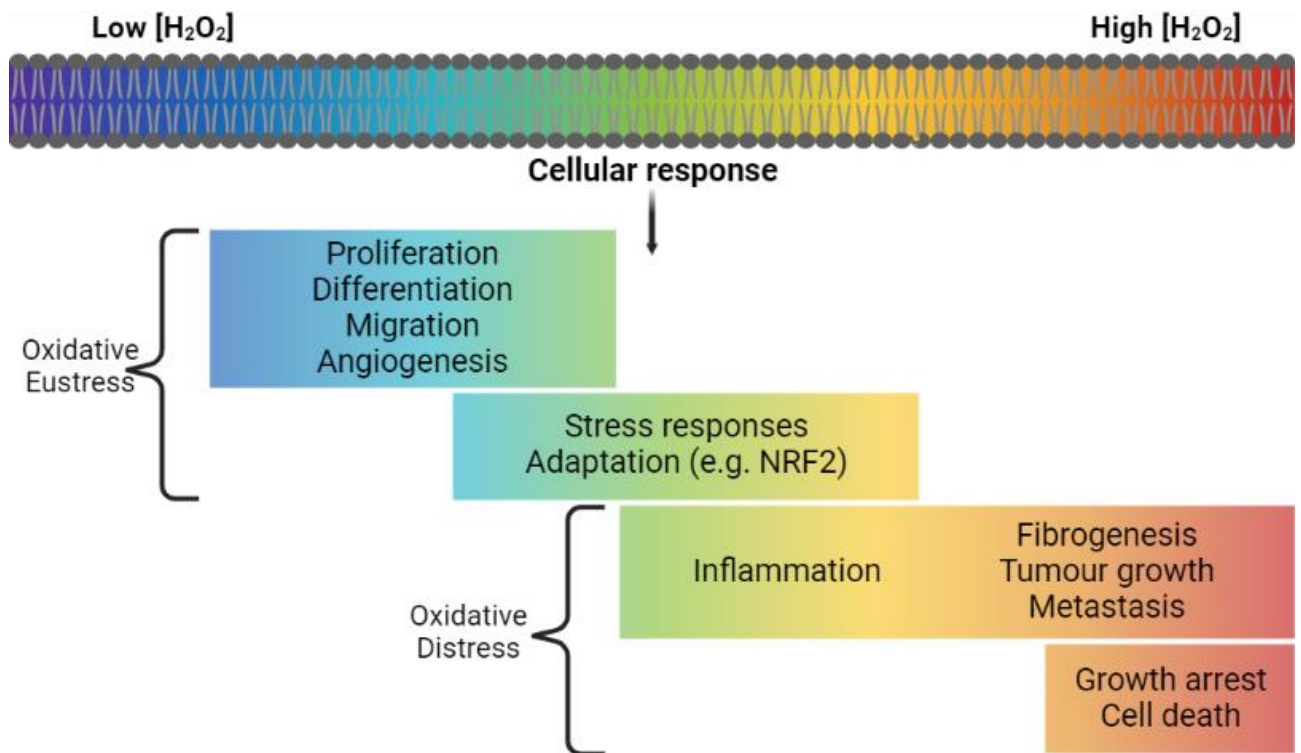 Low [H₂O₂]
High [H₂O₂]
Cellular response
Oxidative
Eustress
Proliferation
Differentiation
Migration
Angiogenesis
Stress responses
Adaptation (e.g. NRF2)
Oxidative
Distress
Inflammation
Fibrogenesis
Tumour growth
Metastasis
Growth arrest
Cell death